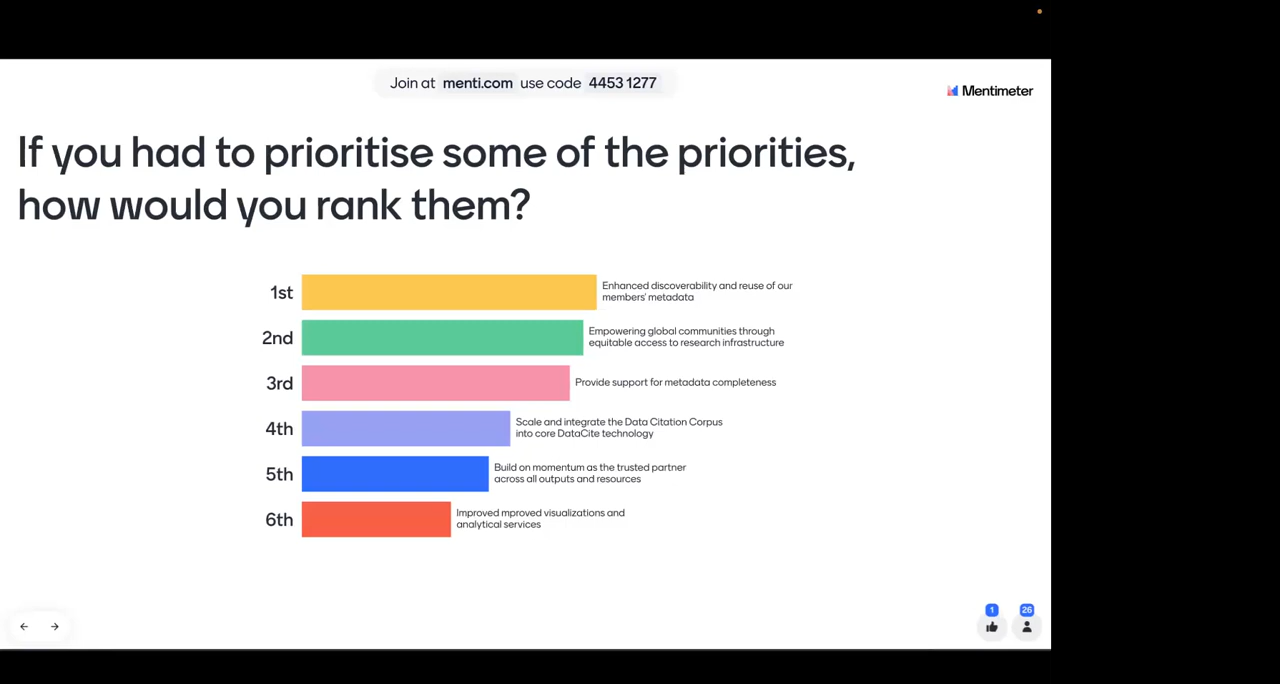 Join at menti.com use code 4453 1277
Mentimeter
If you had to prioritise some of the priorities,
how would you rank them?
1st
Enhanced discoverability and reuse of our
members' metadata
2nd
Empowering global communities through
equitable access to research infrastructure
3rd
Provide support for metadata completeness
4th
Scale and integrate the Data Citation Corpus
into core DataCite technology
5th
Build on momentum as the trusted partner
across all outputs and resources
6th
Improved mproved visualizations and
analytical services
1
26